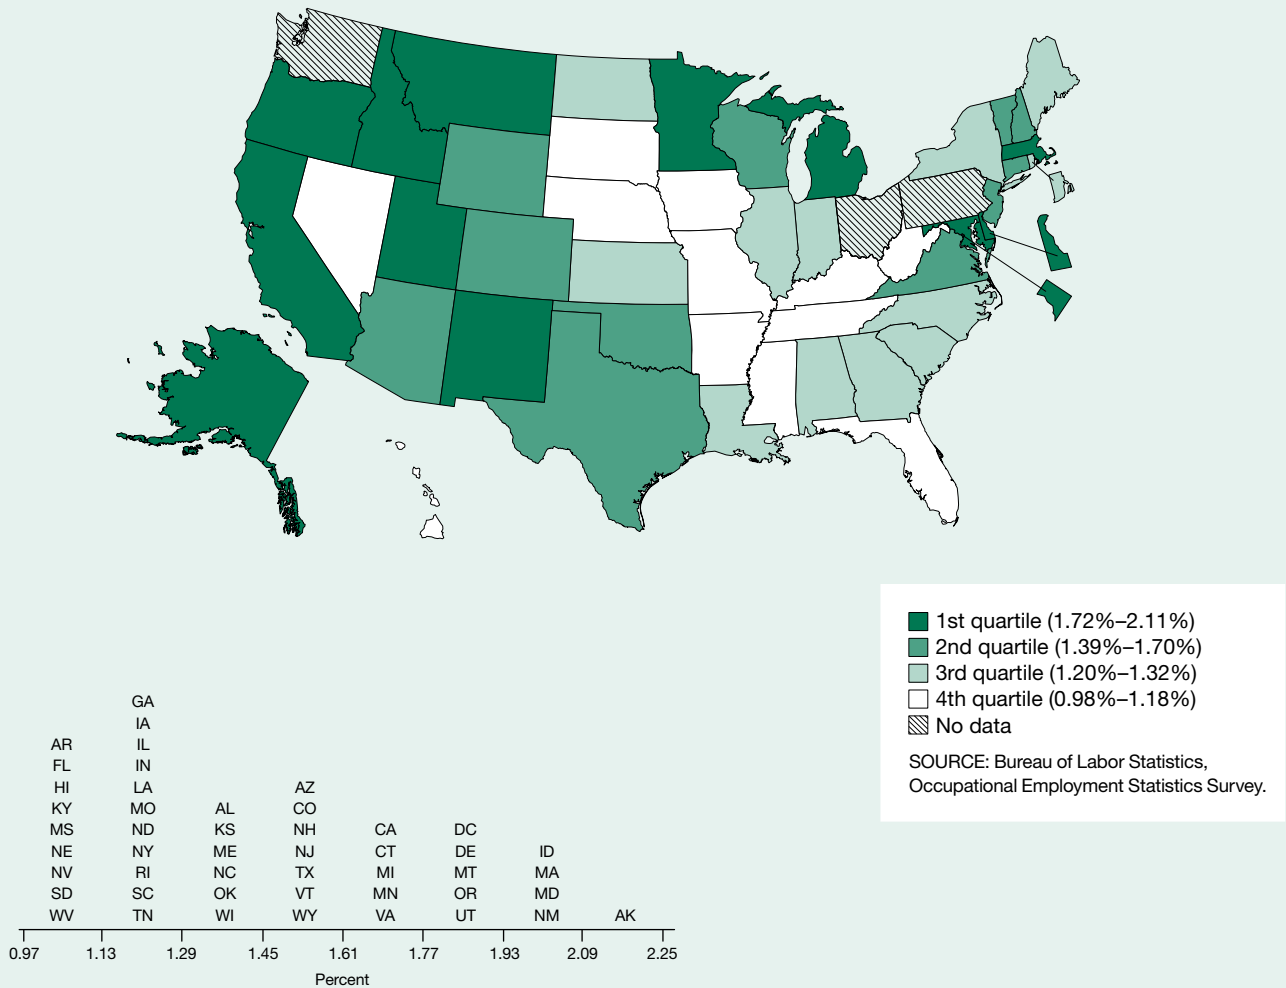 1st quartile (1.72%–2.11%)
2nd quartile (1.39%–1.70%)
3rd quartile (1.20%–1.32%)
4th quartile (0.98%–1.18%)
No data
SOURCE: Bureau of Labor Statistics,
Occupational Employment Statistics Survey.
GA
IA
AR IL
FL IN
HI LA AZ
KY MO AL CO
MS ND KS NH CA DC
NE NY ME NJ CT DE ID
NV RI NC TX MI MT MA
SD SC OK VT MN OR MD
WV TN WI WY VA UT NM AK
0.97 1.13 1.29 1.45 1.61 1.77 1.93 2.09 2.25
Percent